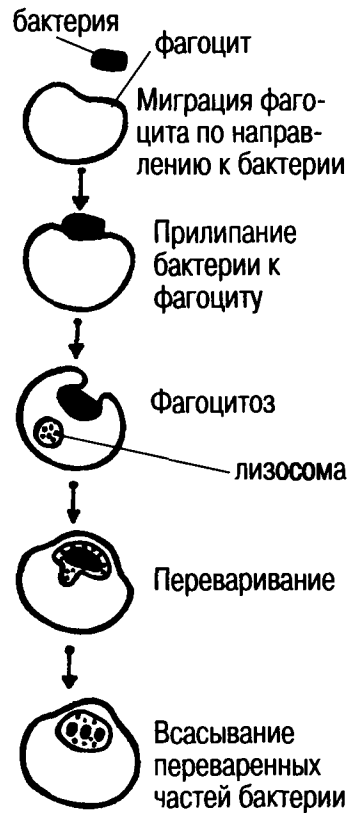 бактерия
фагоцит
Миграция фаго-
цита по направ-
лению к бактерии
Прилипание
бактерии к
фагоциту
Фагоцитоз
лизосома
Переваривание
Всасывание
переваренных
частей бактерии